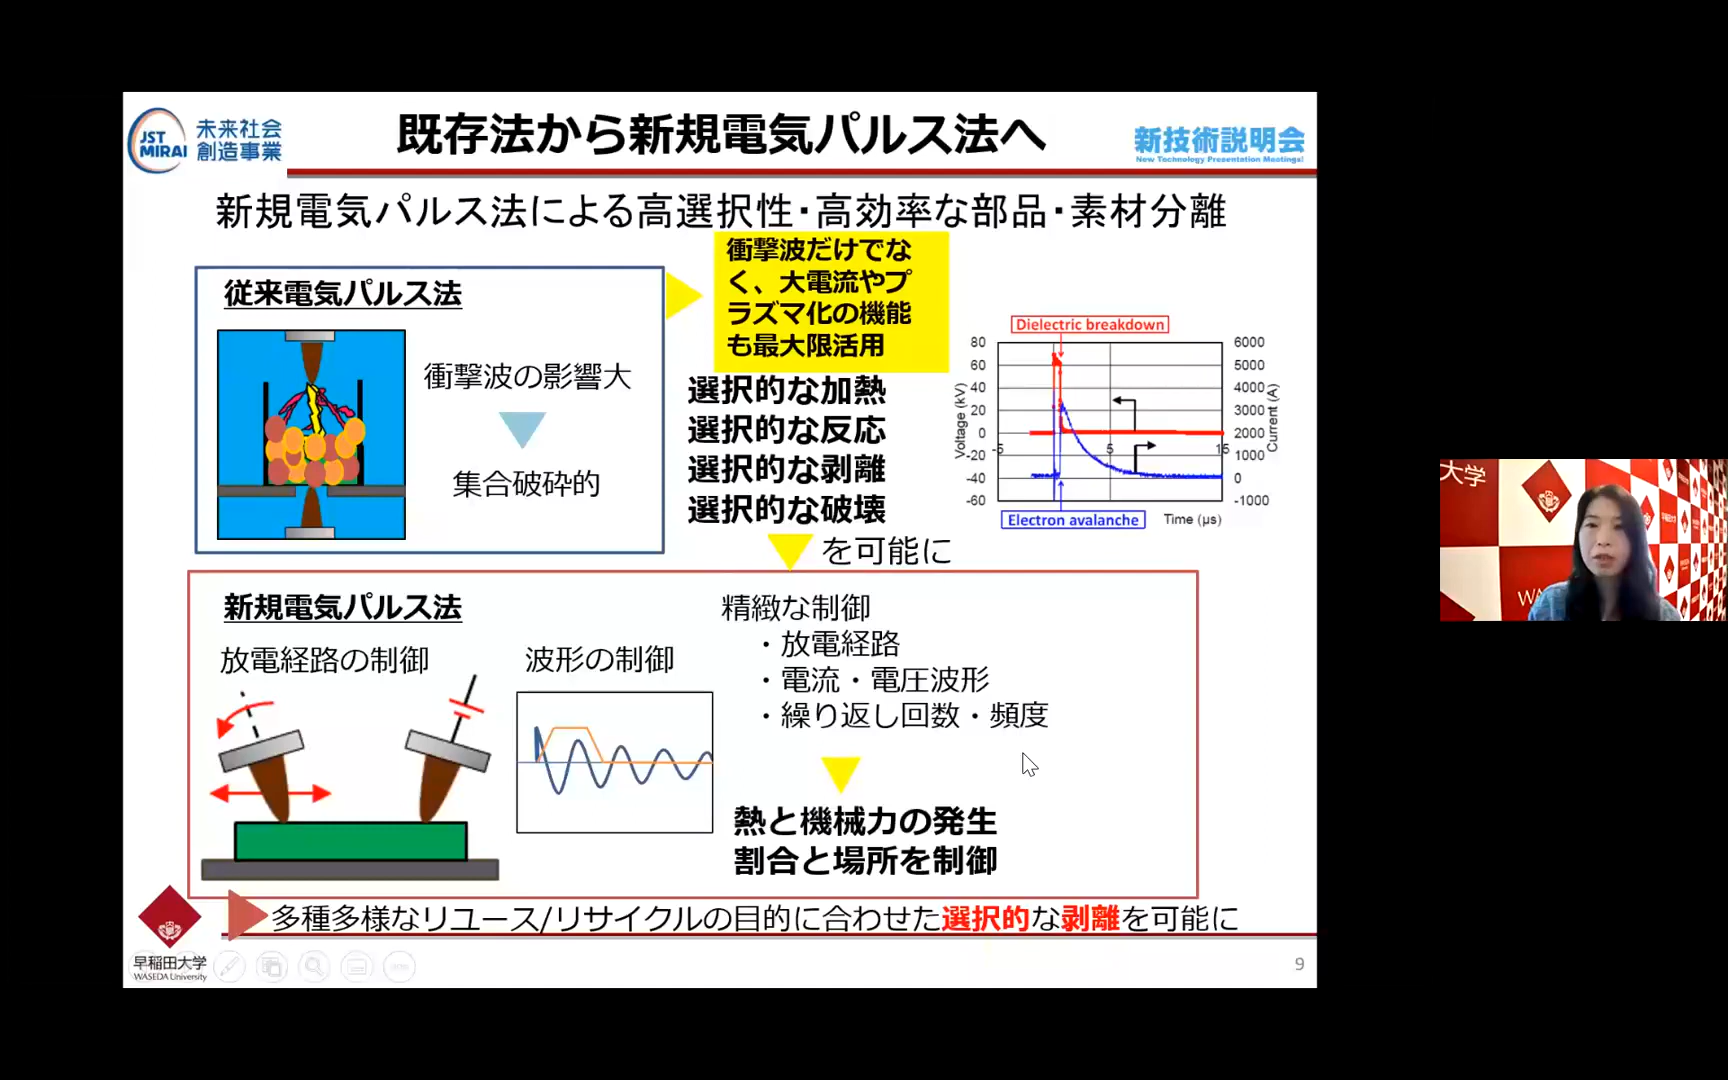 JST MIRAI 未来社会創造事業
既存法から新規電気パルス法へ
新技術説明会
New Technology Presentation Meetings!
新規電気パルス法による高選択性・高効率な部品・素材分離
従来電気パルス法
衝撃波の影響大
集合破砕的
衝撃波だけでな
く、大電流やプ
ラズマ化の機能
も最大限活用
選択的な加熱
選択的な反応
選択的な剥離
選択的な破壊
を可能に
Dielectric breakdown
80
60
40
20
0
-20
-40
-60
Voltage (kV)
-5
5
15
6000
5000
4000
3000
2000
1000
0
-1000
Current (A)
Electron avalanche
Time (μs)
新規電気パルス法
放電経路の制御
波形の制御
精緻な制御
・放電経路
・電流・電圧波形
・繰り返し回数・頻度
熱と機械力の発生
割合と場所を制御
多種多様なリユース/リサイクルの目的に合わせた選択的な剥離を可能に
早稲田大学
WASEDA University
9
大学